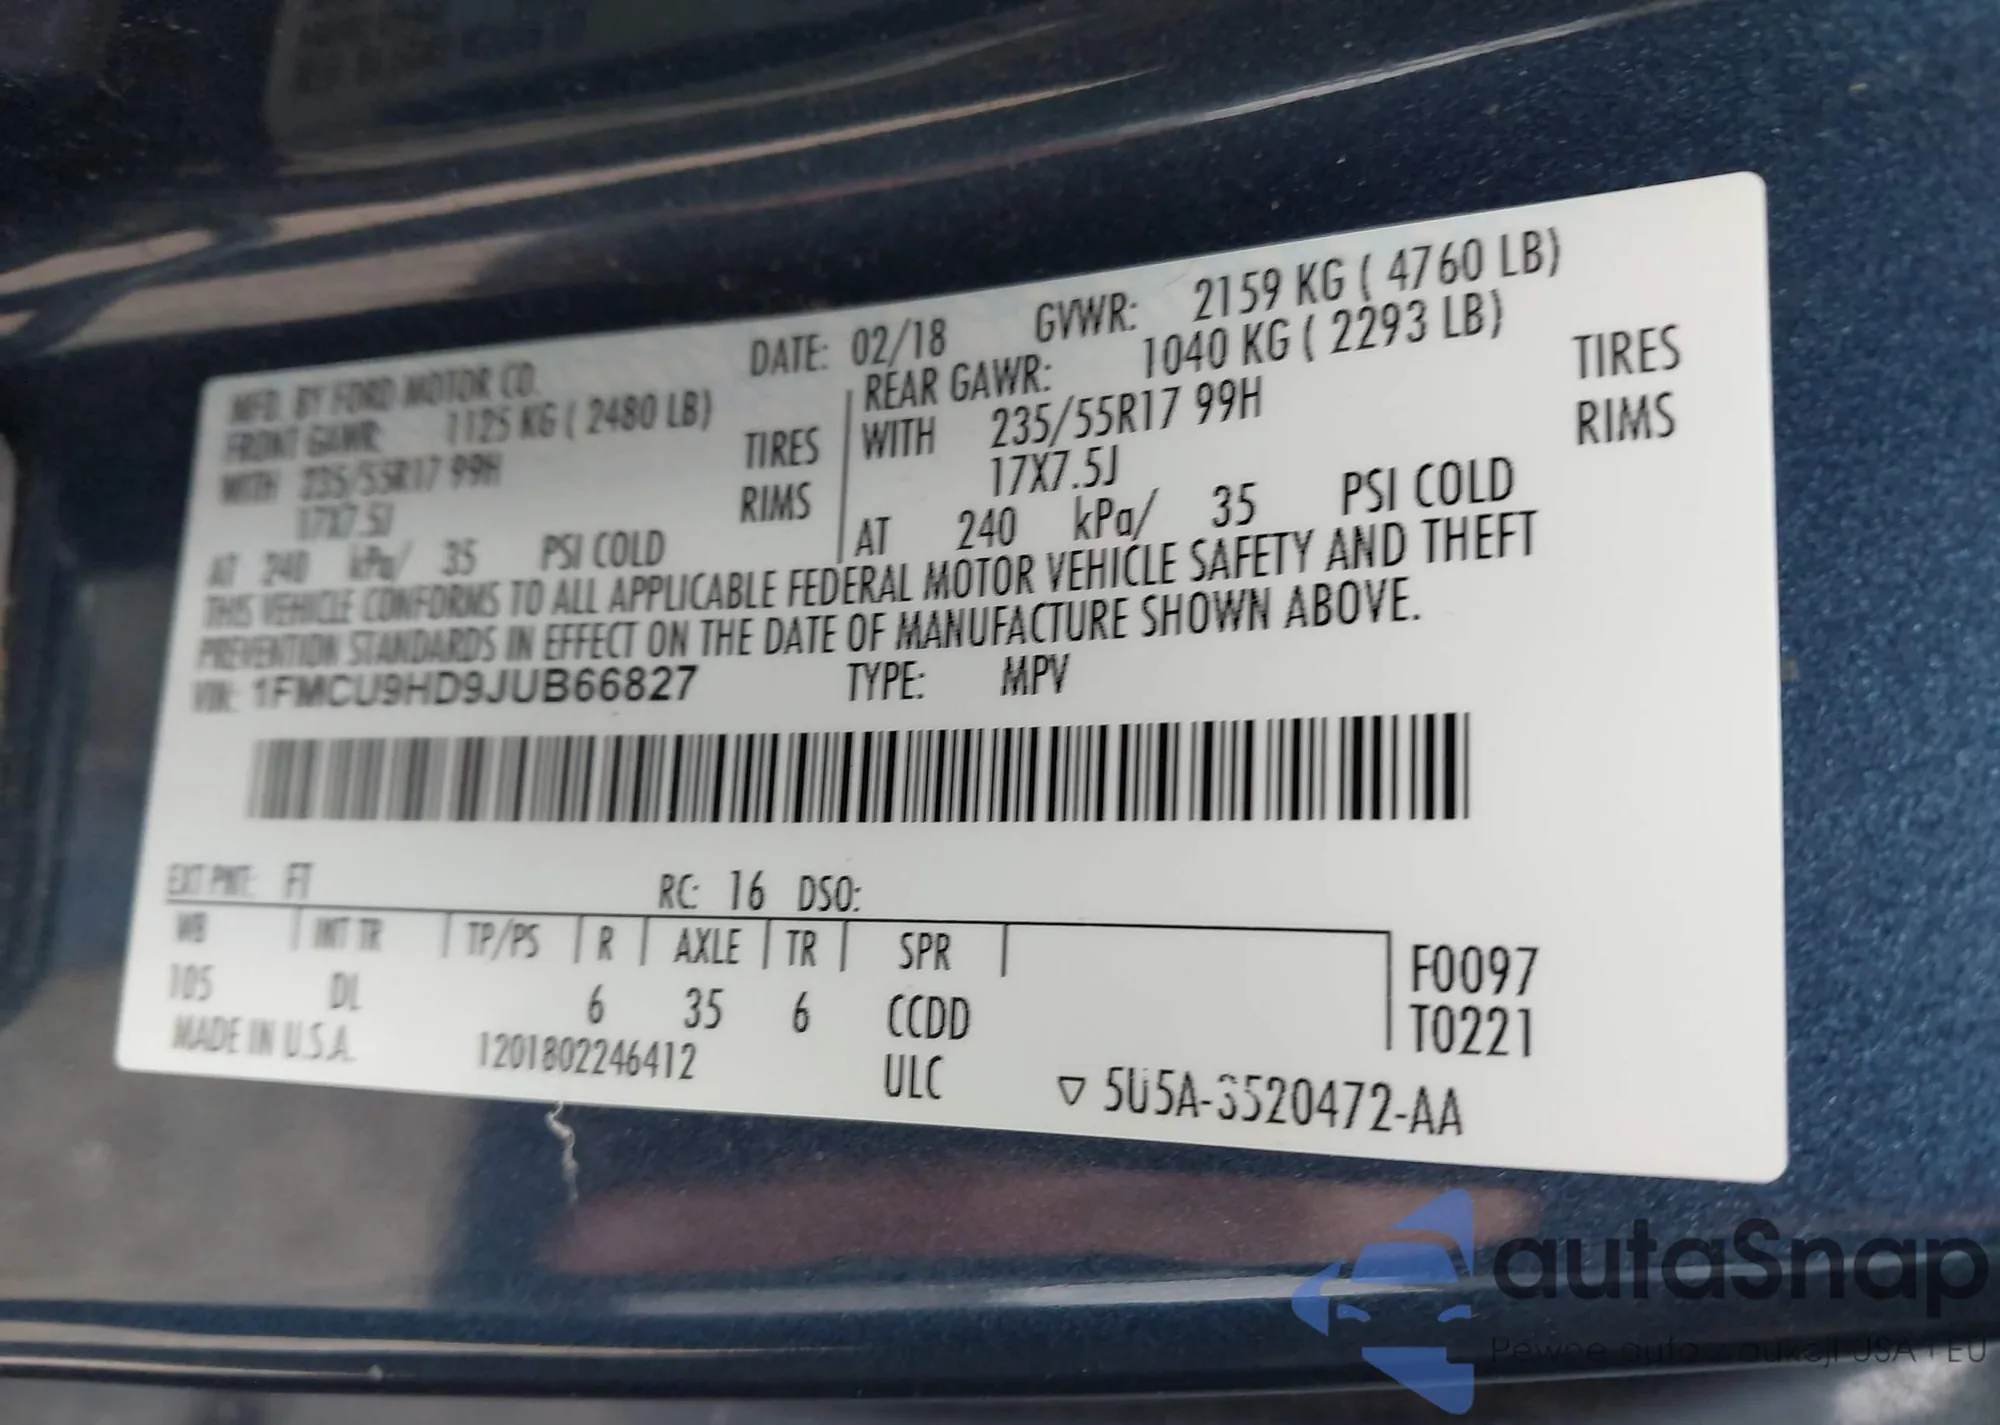 MFD. BY FORD MOTOR CO. DATE: 02/18 GVWR: 2159 KG ( 4760 LB)
FRONT GAWR: 1125 KG ( 2480 LB) REAR GAWR: 1040 KG ( 2293 LB)
WITH 235/55R17 99H TIRES WITH 235/55R17 99H TIRES
17X7.5J RIMS 17X7.5J RIMS
AT 240 kPa/ 35 PSI COLD AT 240 kPa/ 35 PSI COLD
THIS VEHICLE CONFORMS TO ALL APPLICABLE FEDERAL MOTOR VEHICLE SAFETY AND THEFT
PREVENTION STANDARDS IN EFFECT ON THE DATE OF MANUFACTURE SHOWN ABOVE.
VIN: 1FMCU9HD9JUB66827 TYPE: MPV
EXT PNT: FT RC: 16 DSO:
WB INT TR TP/PS R AXLE TR SPR
105 DL 6 35 6 CCDD
F0097
T0221
MADE IN U.S.A. 1201802246412 ULC
▽ 5U5A-3520472-AA
autaSnap
Pewne auta z aukcji USA i EU